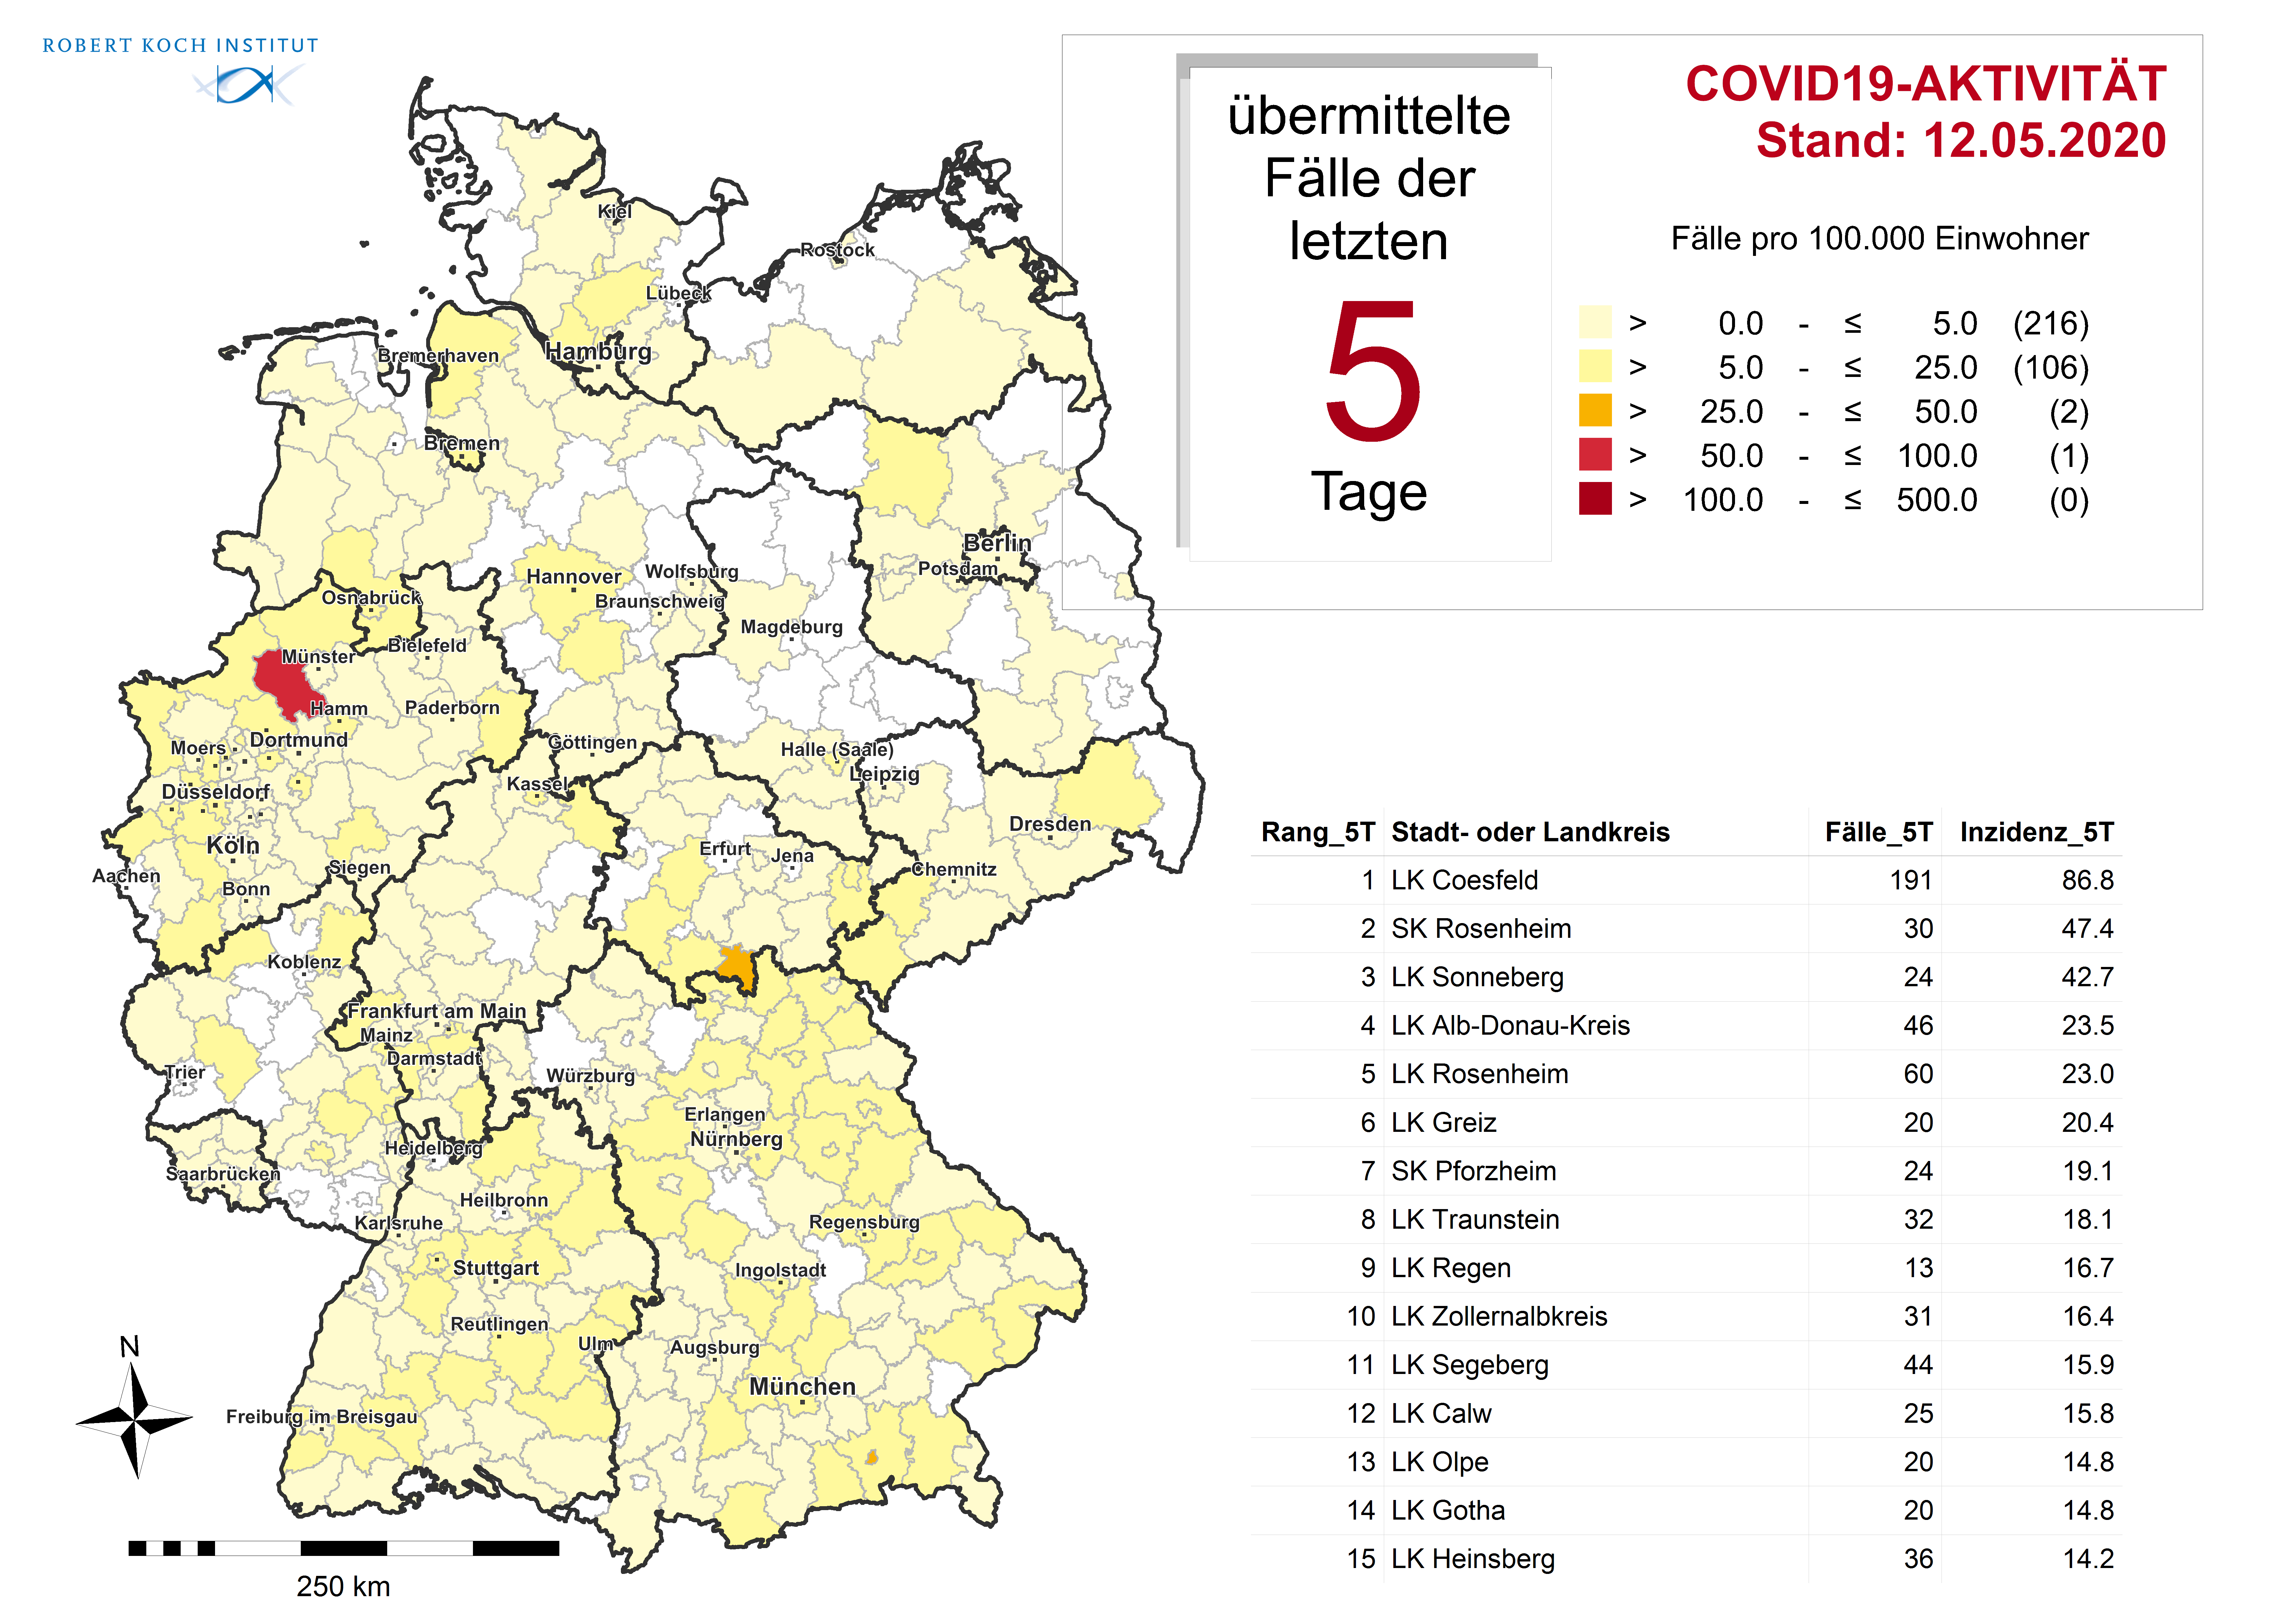 ROBERT KOCH INSTITUT
übermittelte
Fälle der
letzten
5
Tage
COVID19-AKTIVITÄT
Stand: 12.05.2020
Fälle pro 100.000 Einwohner
> 0.0 - ≤ 5.0 (216)
> 5.0 - ≤ 25.0 (106)
> 25.0 - ≤ 50.0 (2)
> 50.0 - ≤ 100.0 (1)
> 100.0 - ≤ 500.0 (0)
Kiel
Rostock
Lübeck
Bremerhaven
Hamburg
Bremen
Berlin
Potsdam
Hannover
Wolfsburg
Braunschweig
Osnabrück
Magdeburg
Bielefeld
Münster
Hamm
Paderborn
Moers
Dortmund
Göttingen
Halle (Saale)
Leipzig
Kassel
Düsseldorf
Dresden
Köln
Erfurt
Jena
Siegen
Chemnitz
Aachen
Bonn
Koblenz
Frankfurt am Main
Mainz
Darmstadt
Trier
Würzburg
Erlangen
Nürnberg
Heidelberg
Saarbrücken
Heilbronn
Karlsruhe
Regensburg
Stuttgart
Ingolstadt
Reutlingen
Ulm
Augsburg
München
Freiburg im Breisgau
N
250 km
Rang_5T Stadt- oder Landkreis Fälle_5T Inzidenz_5T
1 LK Coesfeld 191 86.8
2 SK Rosenheim 30 47.4
3 LK Sonneberg 24 42.7
4 LK Alb-Donau-Kreis 46 23.5
5 LK Rosenheim 60 23.0
6 LK Greiz 20 20.4
7 SK Pforzheim 24 19.1
8 LK Traunstein 32 18.1
9 LK Regen 13 16.7
10 LK Zollernalbkreis 31 16.4
11 LK Segeberg 44 15.9
12 LK Calw 25 15.8
13 LK Olpe 20 14.8
14 LK Gotha 20 14.8
15 LK Heinsberg 36 14.2